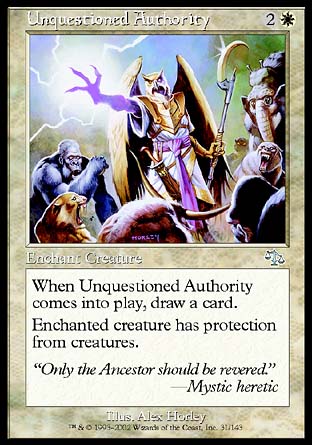 Unquestioned Authority 2
HORLEY
Enchant Creature
When Unquestioned Authority
comes into play, draw a card.
Enchanted creature has protection
from creatures.
“Only the Ancestor should be revered.”
—Mystic heretic
Illus. Alex Horley
™ & © 1993-2002 Wizards of the Coast, Inc. 31/143